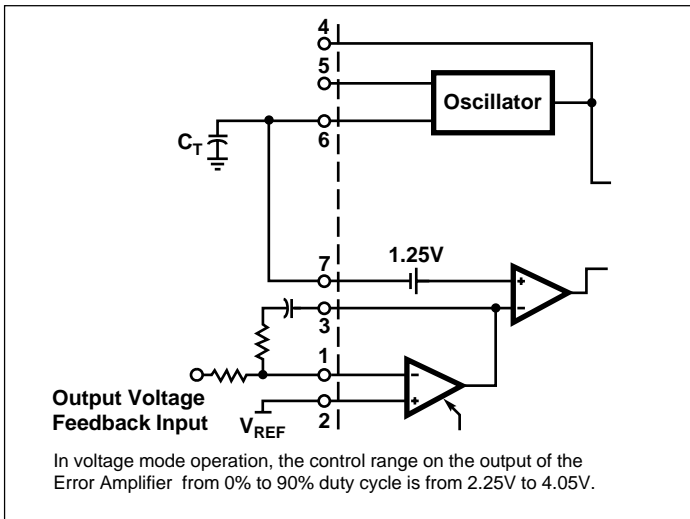 4
5
Oscillator
6
CT
7
1.25V
+
−
3
1
−
+
2
Output Voltage
Feedback Input
VREF
In voltage mode operation, the control range on the output of the
Error Amplifier from 0% to 90% duty cycle is from 2.25V to 4.05V.